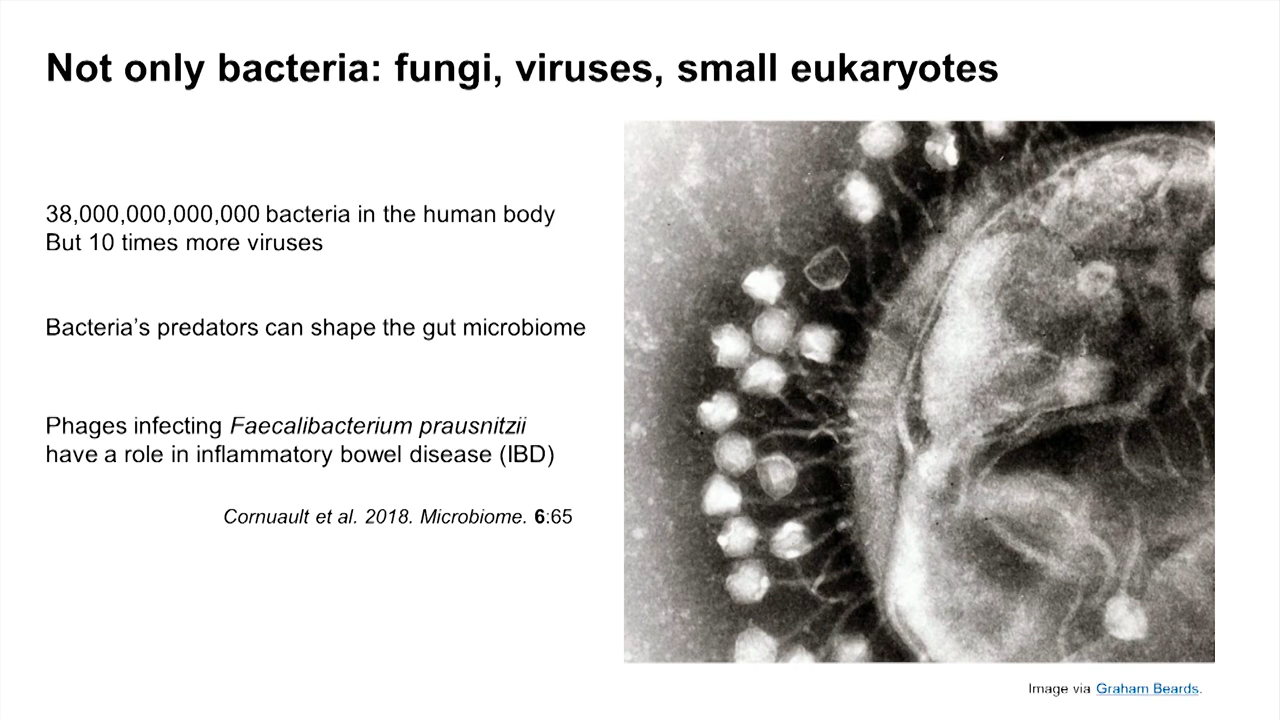 Not only bacteria: fungi, viruses, small eukaryotes
38,000,000,000,000 bacteria in the human body
But 10 times more viruses
Bacteria’s predators can shape the gut microbiome
Phages infecting Faecalibacterium prausnitzii
have a role in inflammatory bowel disease (IBD)
Cornuault et al. 2018. Microbiome. 6:65
Image via Graham Beards.